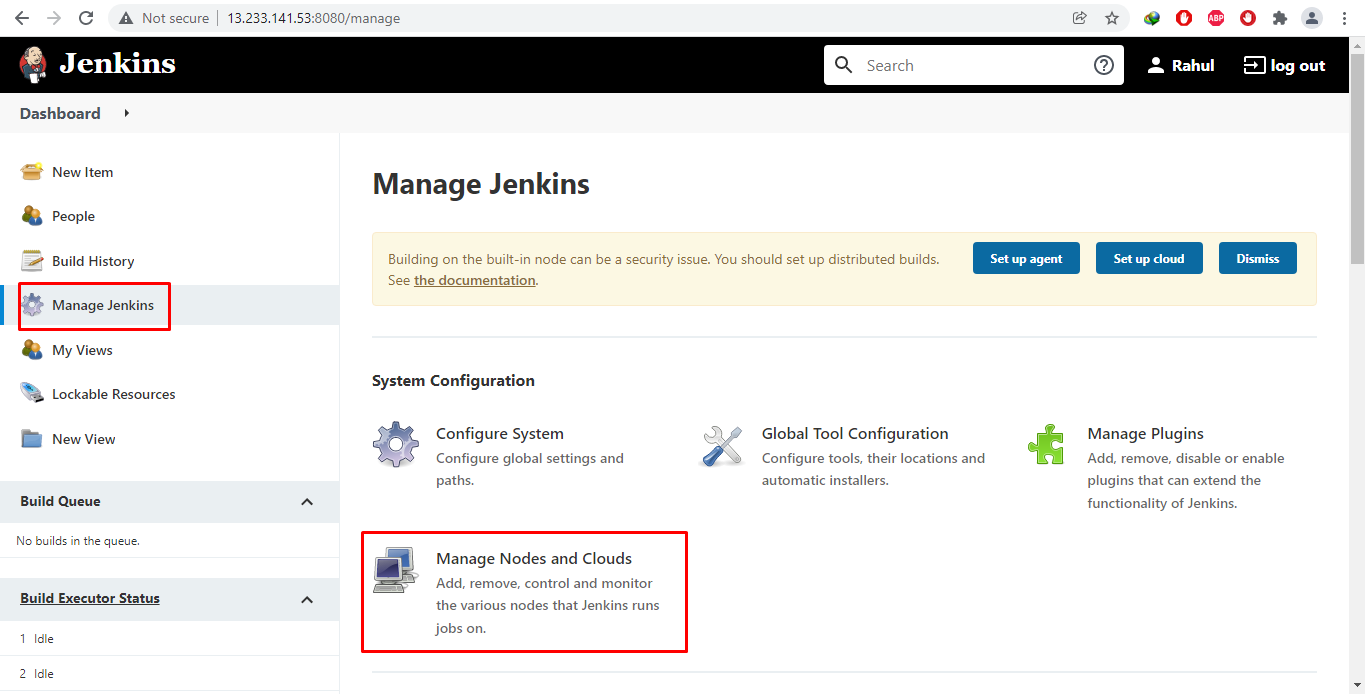 Not secure | 13.233.141.53:8080/manage
ABP
Jenkins
Search
Rahul
log out
Dashboard
New Item
People
Build History
Manage Jenkins
My Views
Lockable Resources
New View
Build Queue
No builds in the queue.
Build Executor Status
1 Idle
2 Idle
Manage Jenkins
Building on the built-in node can be a security issue. You should set up distributed builds.
See the documentation.
Set up agent
Set up cloud
Dismiss
System Configuration
Configure System
Configure global settings and
paths.
Global Tool Configuration
Configure tools, their locations and
automatic installers.
Manage Plugins
Add, remove, disable or enable
plugins that can extend the
functionality of Jenkins.
Manage Nodes and Clouds
Add, remove, control and monitor
the various nodes that Jenkins runs
jobs on.